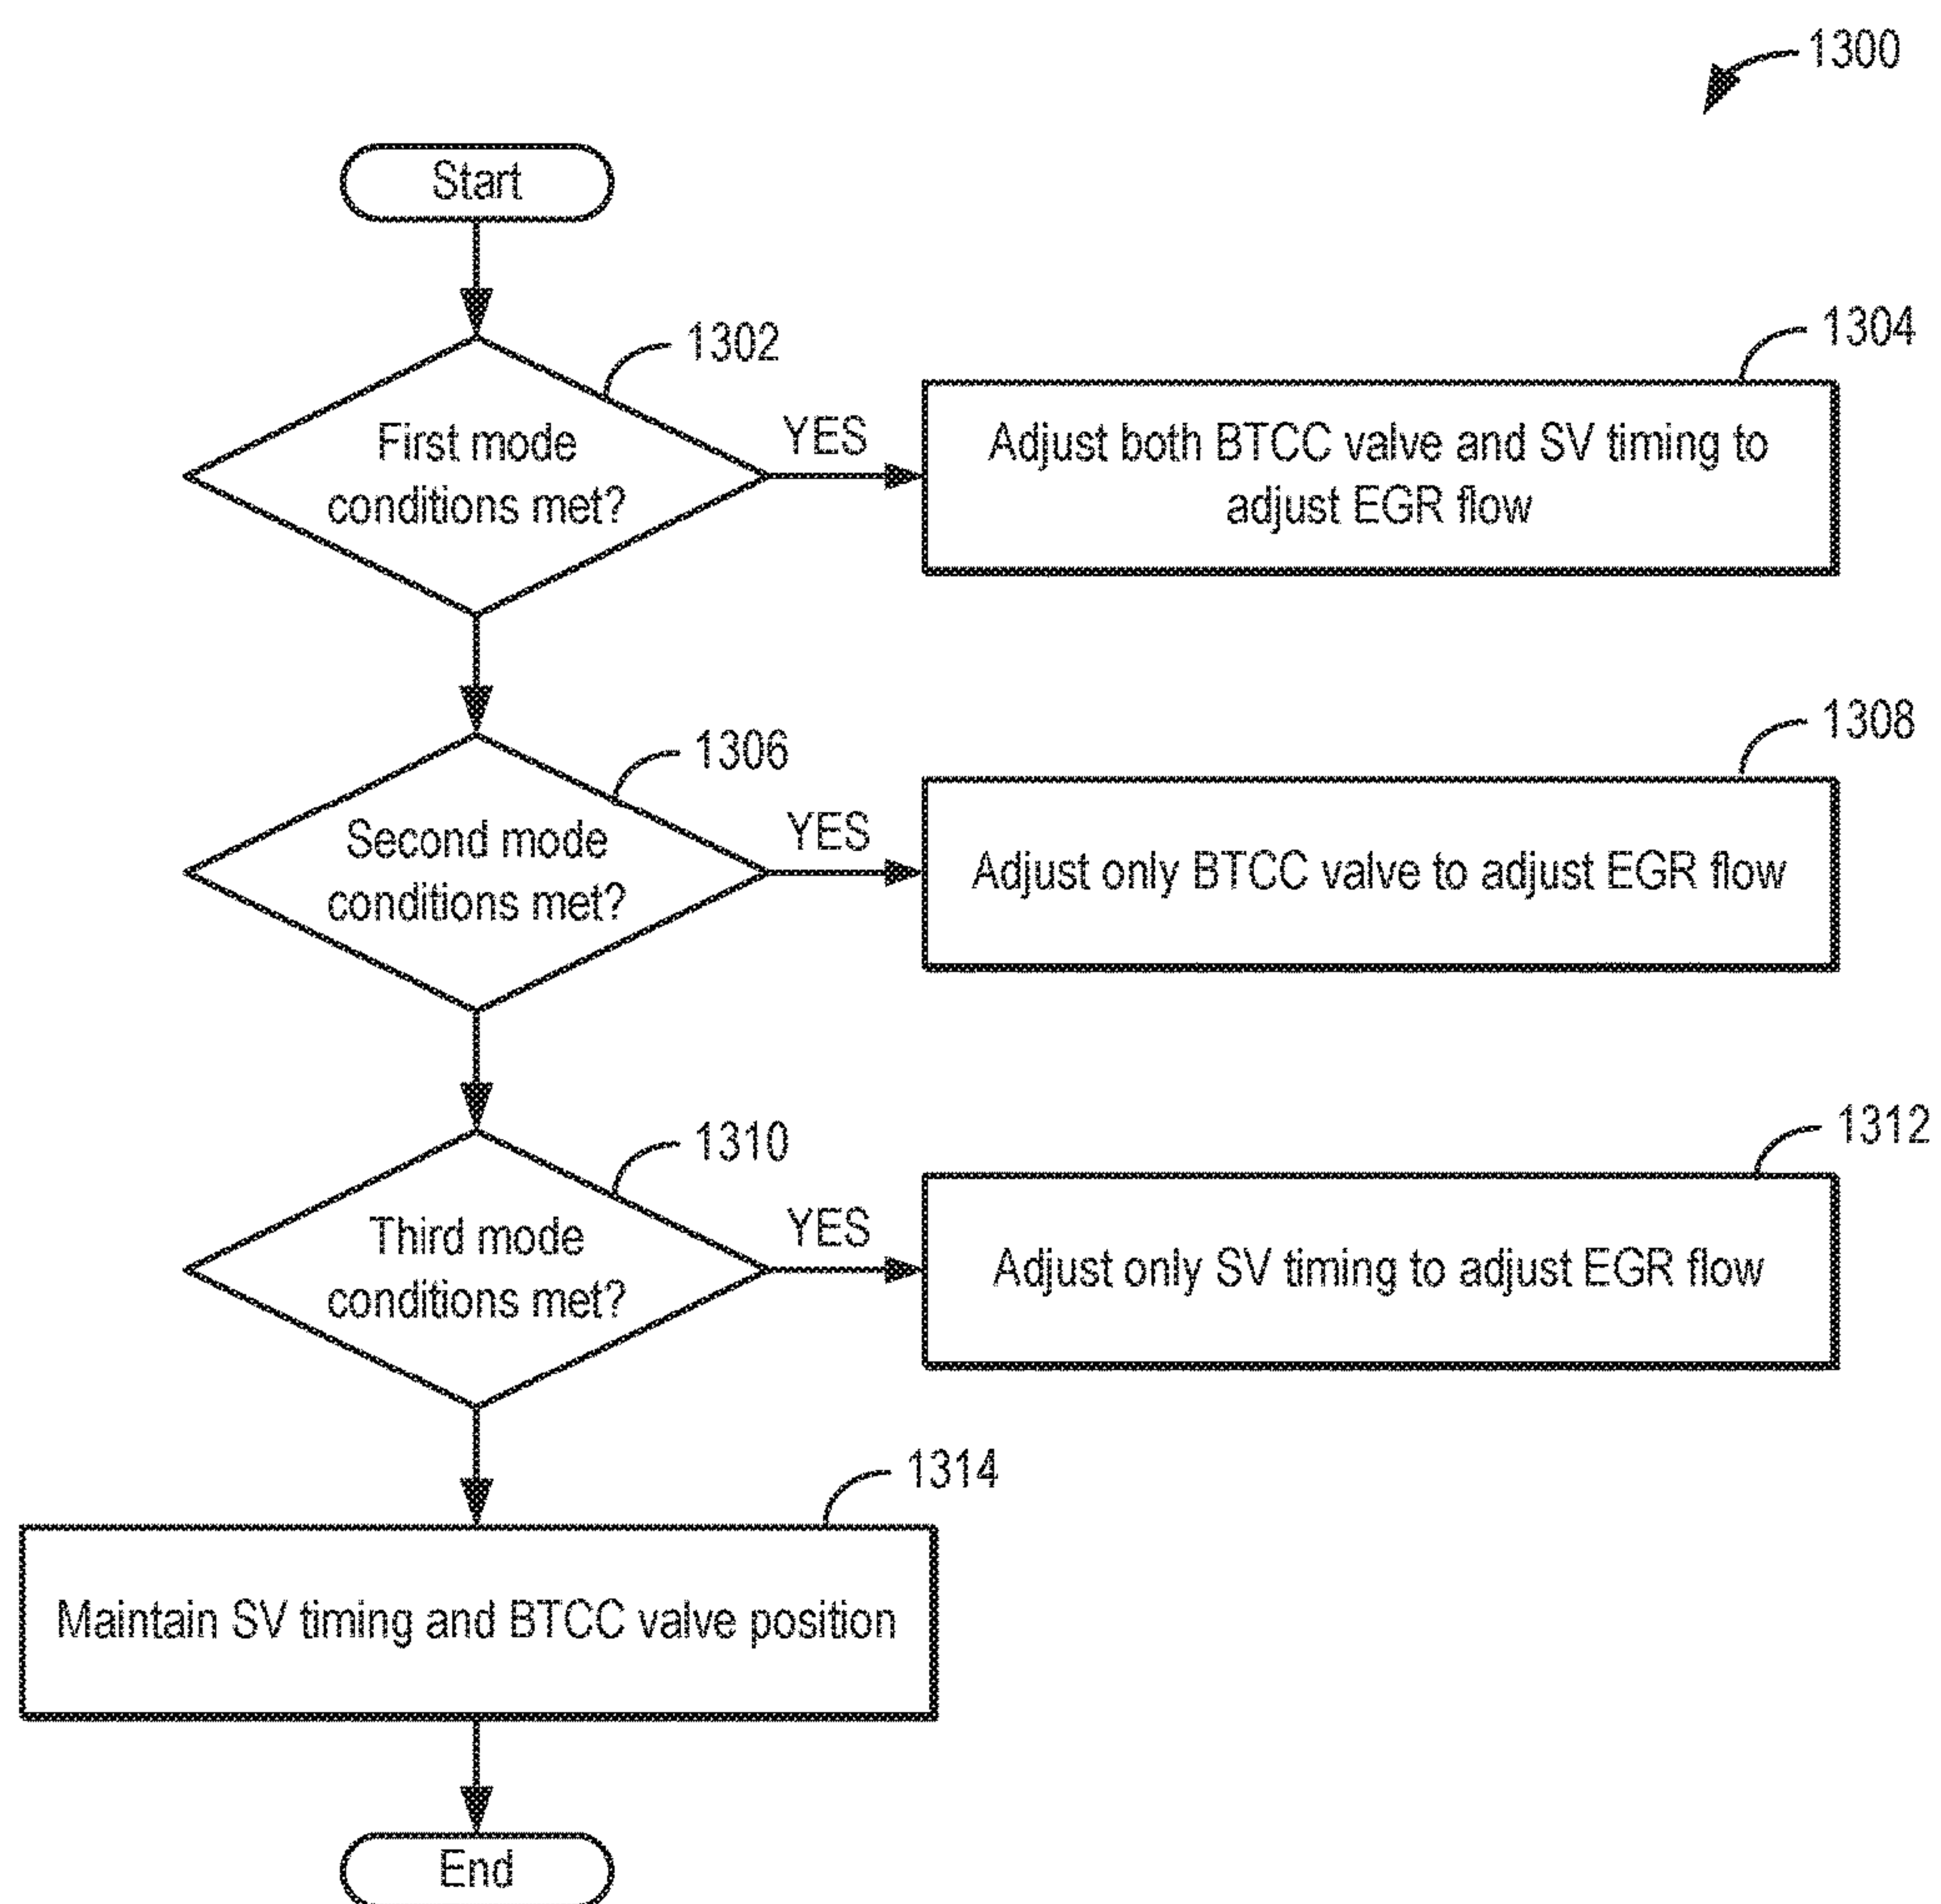 1300
Start
1302
First mode
conditions met?
YES
1304
Adjust both BTCC valve and SV timing to
adjust EGR flow
1306
Second mode
conditions met?
YES
1308
Adjust only BTCC valve to adjust EGR flow
1310
Third mode
conditions met?
YES
1312
Adjust only SV timing to adjust EGR flow
1314
Maintain SV timing and BTCC valve position
End